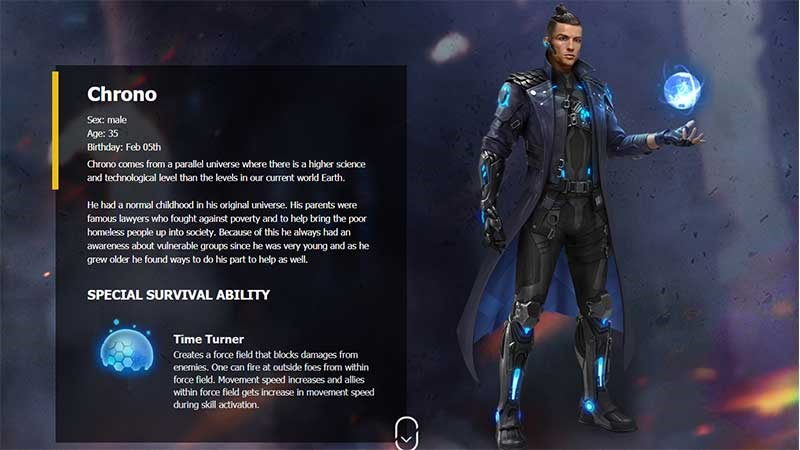 Chrono
Sex: male
Age: 35
Birthday: Feb 05th
Chrono comes from a parallel universe where there is a higher science
and technological level than the levels in our current world Earth.
He had a normal childhood in his original universe. His parents were
famous lawyers who fought against poverty and to help bring the poor
homeless people up into society. Because of this he always had an
awareness about vulnerable groups since he was very young and as he
grew older he found ways to do his part to help as well.
SPECIAL SURVIVAL ABILITY
Time Turner
Creates a force field that blocks damages from
enemies. One can fire at outside foes from within
force field. Movement speed increases and allies
within force field gets increase in movement speed
during skill activation.